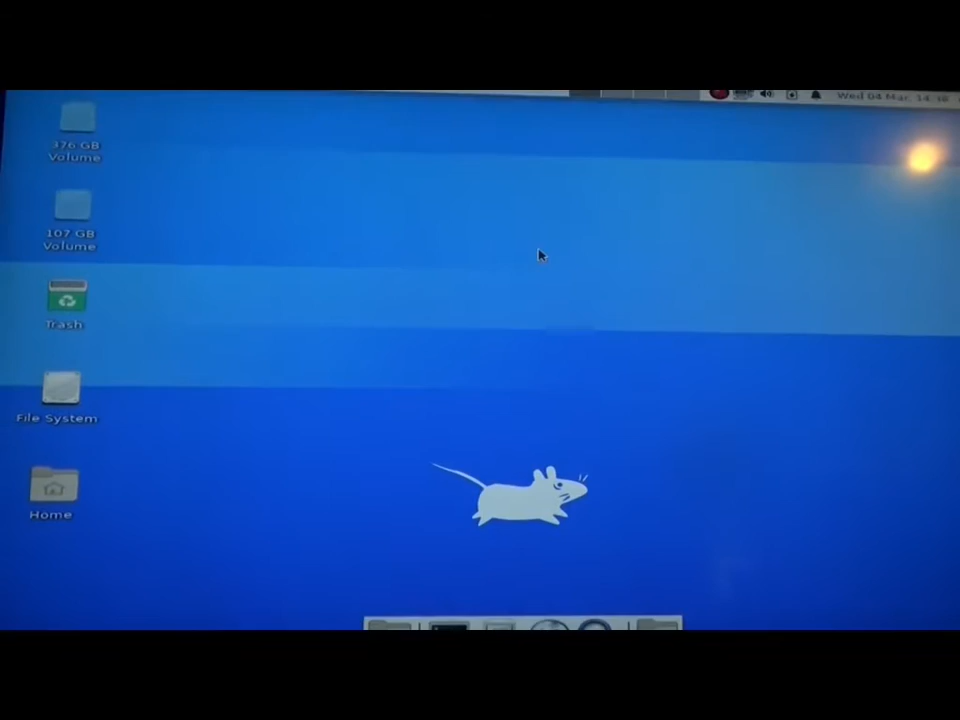 Wed 04 Mar, 14:16
376 GB
Volume
107 GB
Volume
Trash
File System
Home